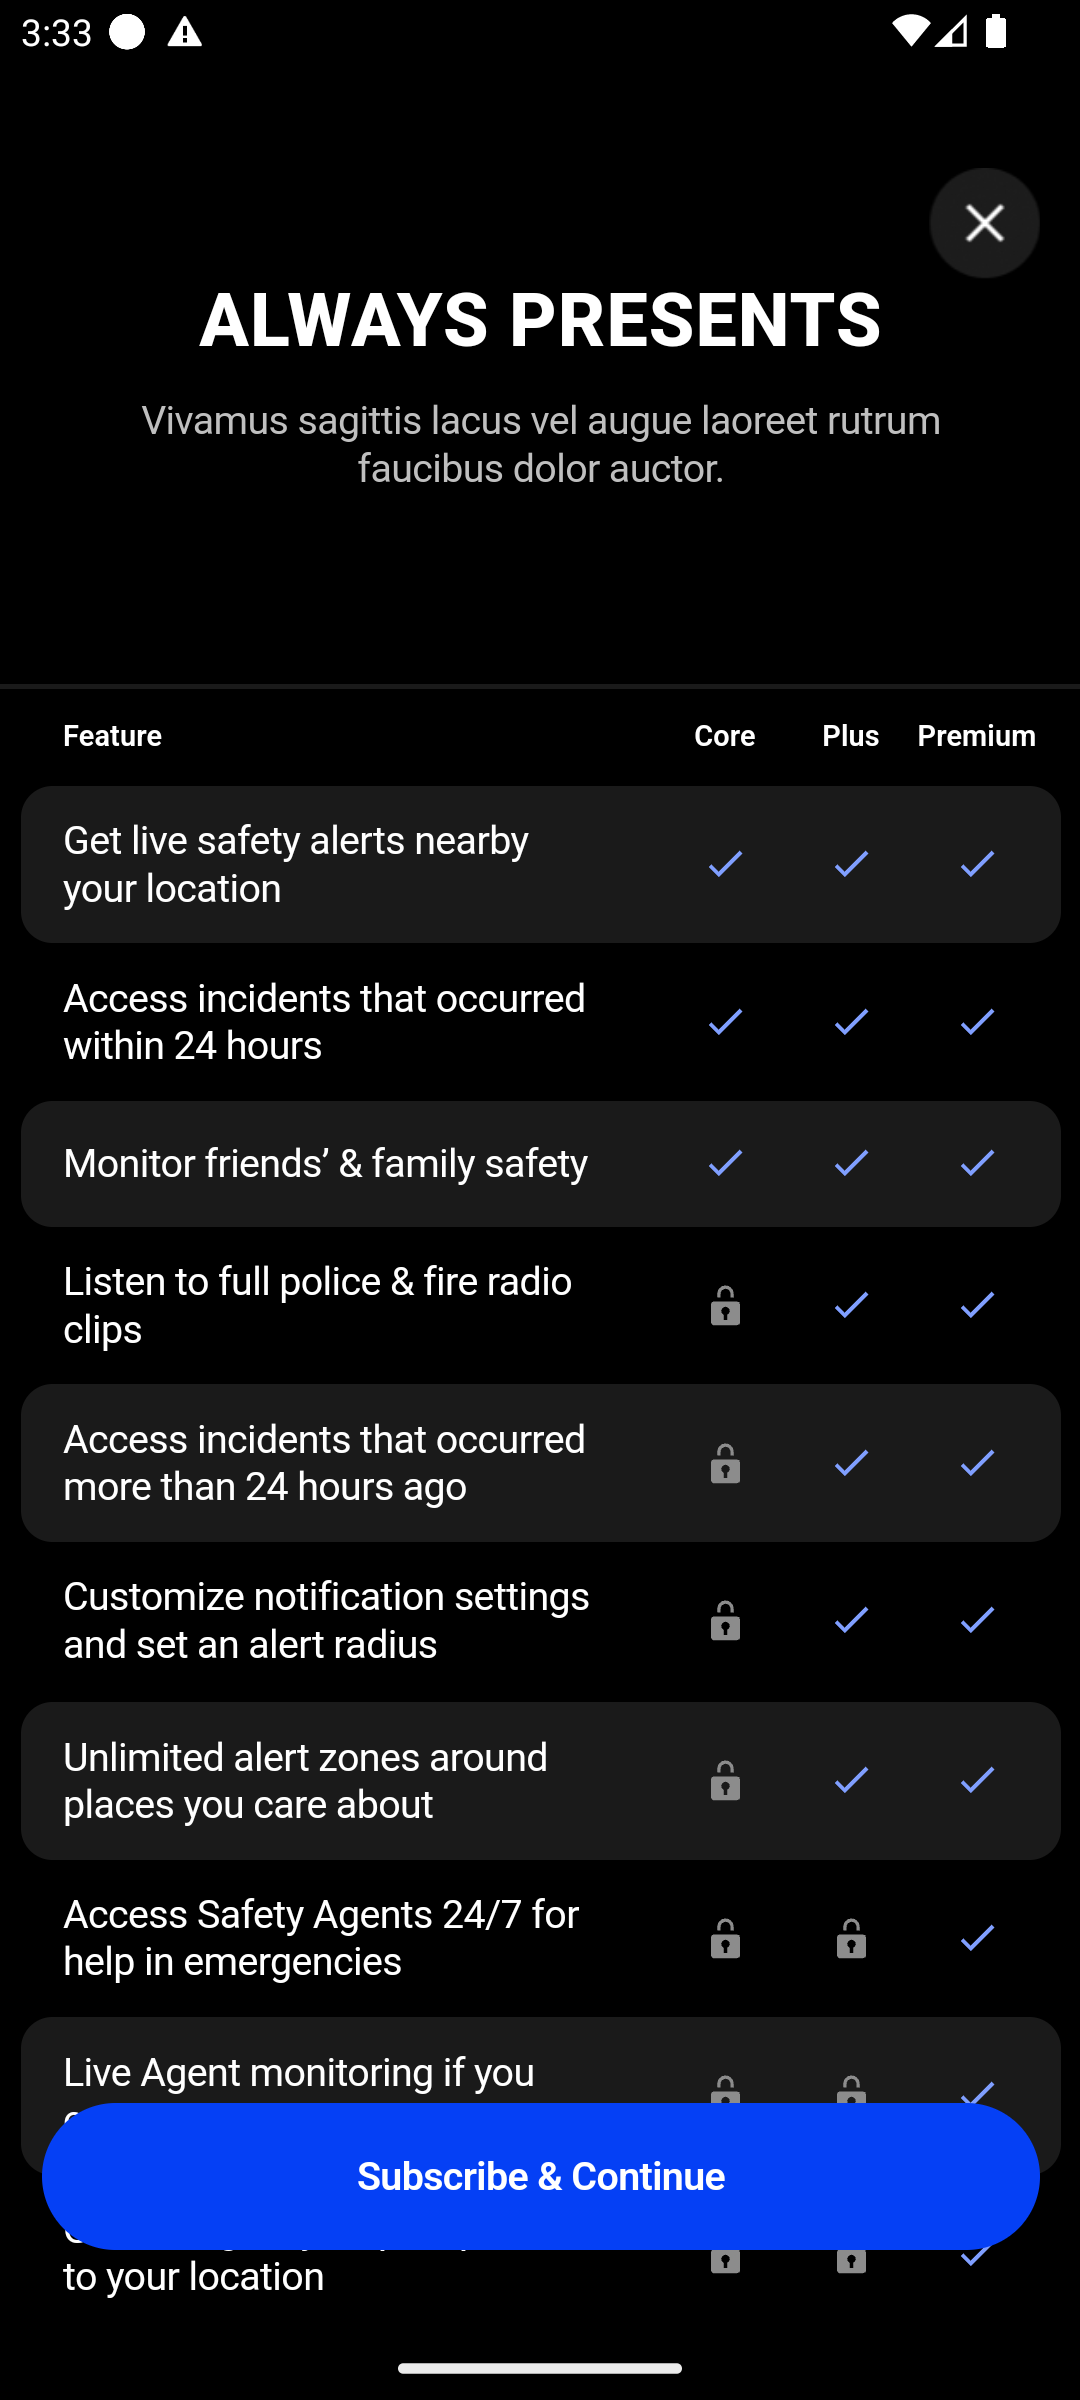 3:33
ALWAYS PRESENTS
Vivamus sagittis lacus vel augue laoreet rutrum
faucibus dolor auctor.
Feature Core Plus Premium
Get live safety alerts nearby
your location
Access incidents that occurred
within 24 hours
Monitor friends’ & family safety
Listen to full police & fire radio
clips
Access incidents that occurred
more than 24 hours ago
Customize notification settings
and set an alert radius
Unlimited alert zones around
places you care about
Access Safety Agents 24/7 for
help in emergencies
Live Agent monitoring if you
Subscribe & Continue
to your location